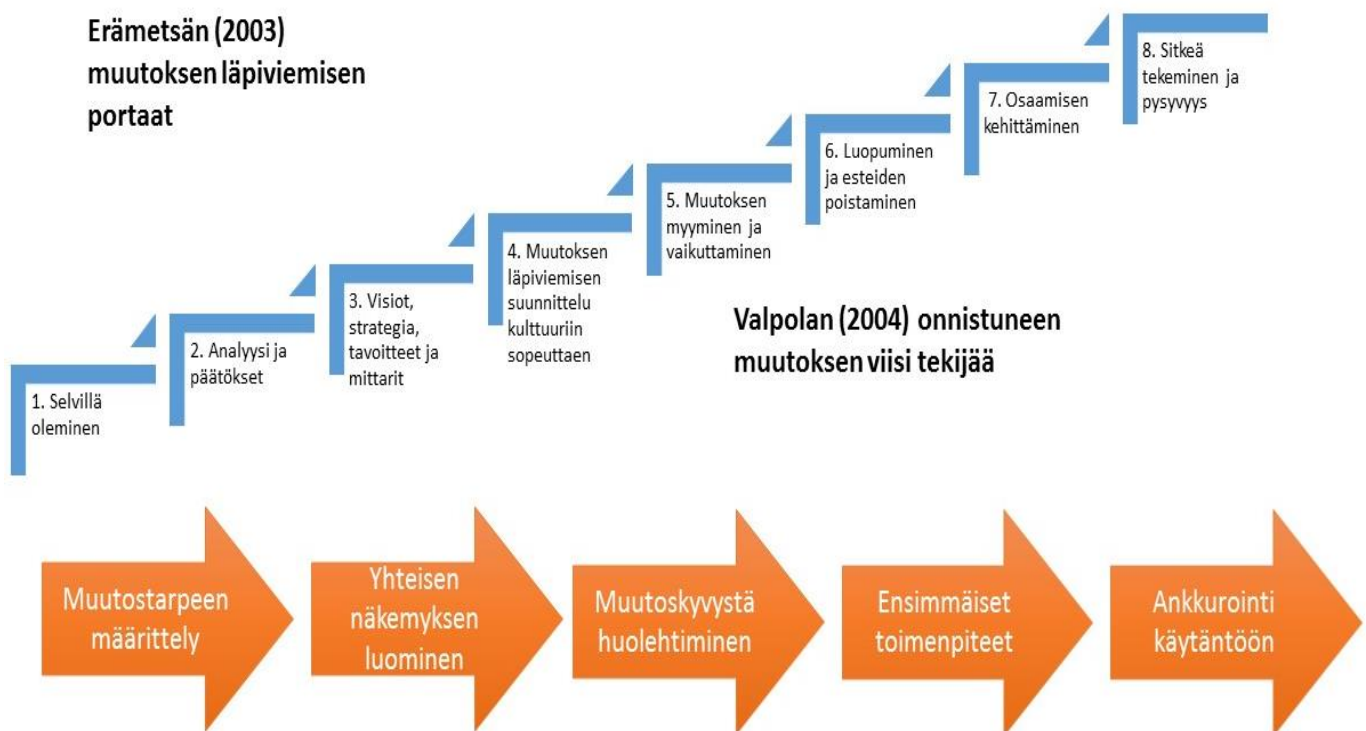 Erämetsän (2003)
muutoksen läpiviemisen
portaat
1. Selvillä
oleminen
2. Analyysi ja
päätökset
3. Visiot,
strategia,
tavoitteet ja
mittarit
4. Muutoksen
läpiviemisen
suunnittelu
kulttuuriin
sopeuttaen
5. Muutoksen
myyminen ja
vaikuttaminen
6. Luopuminen
ja esteiden
poistaminen
7. Osaamisen
kehittäminen
8. Sitkeä
tekeminen ja
pysyvyys
Valpolan (2004) onnistuneen
muutoksen viisi tekijää
Muutostarpeen
määrittely
Yhteisen
näkemyksen
luominen
Muutoskyvystä
huolehtiminen
Ensimmäiset
toimenpiteet
Ankkurointi
käytäntöön